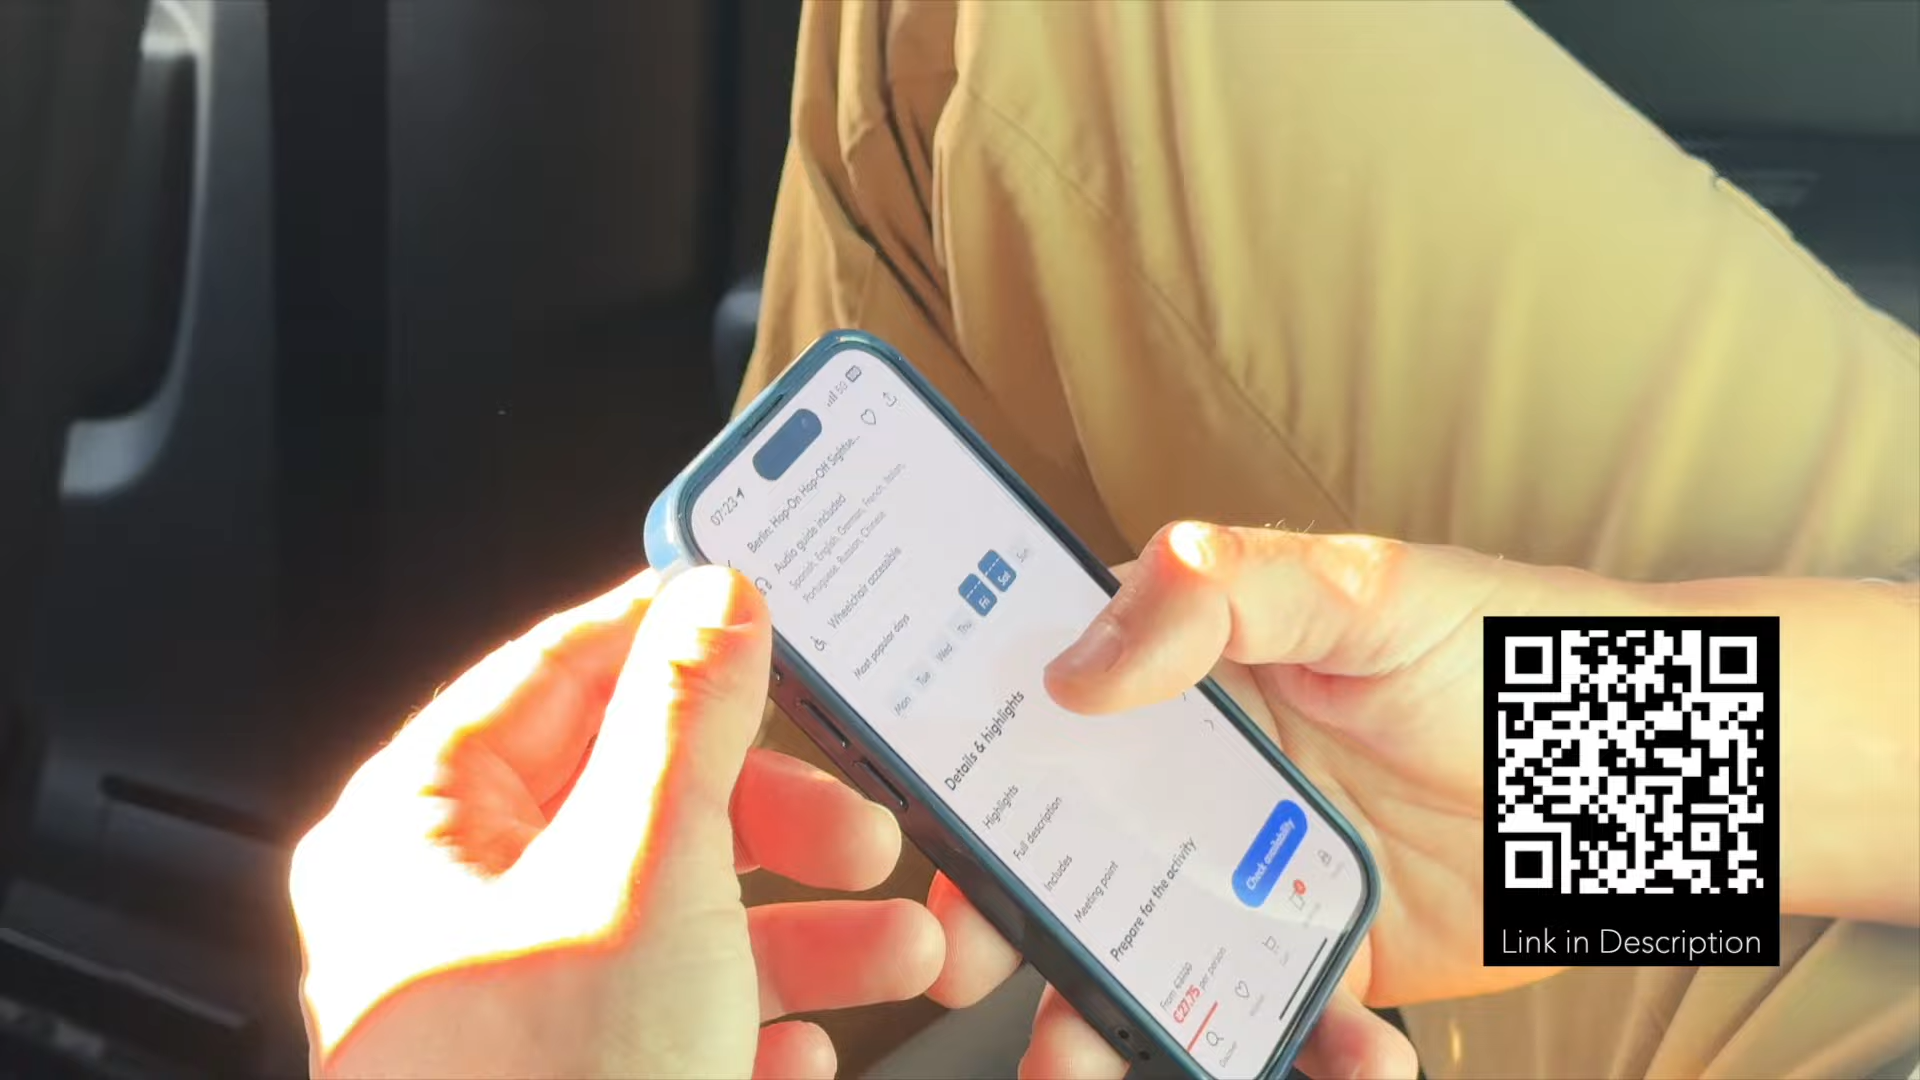 07:23
5G
Berlin: Hop-On Hop-Off Sightse...
Audio guide included
Spanish, English, German, French, Italian,
Portuguese, Russian, Chinese
Wheelchair accessible
Most popular days
Mon Tue Wed Thu Fri Sat Sun
Details & highlights
Highlights
Full description
Includes
Meeting point
Prepare for the activity
From
€27.75 per person
Check availability
Discover
Link in Description